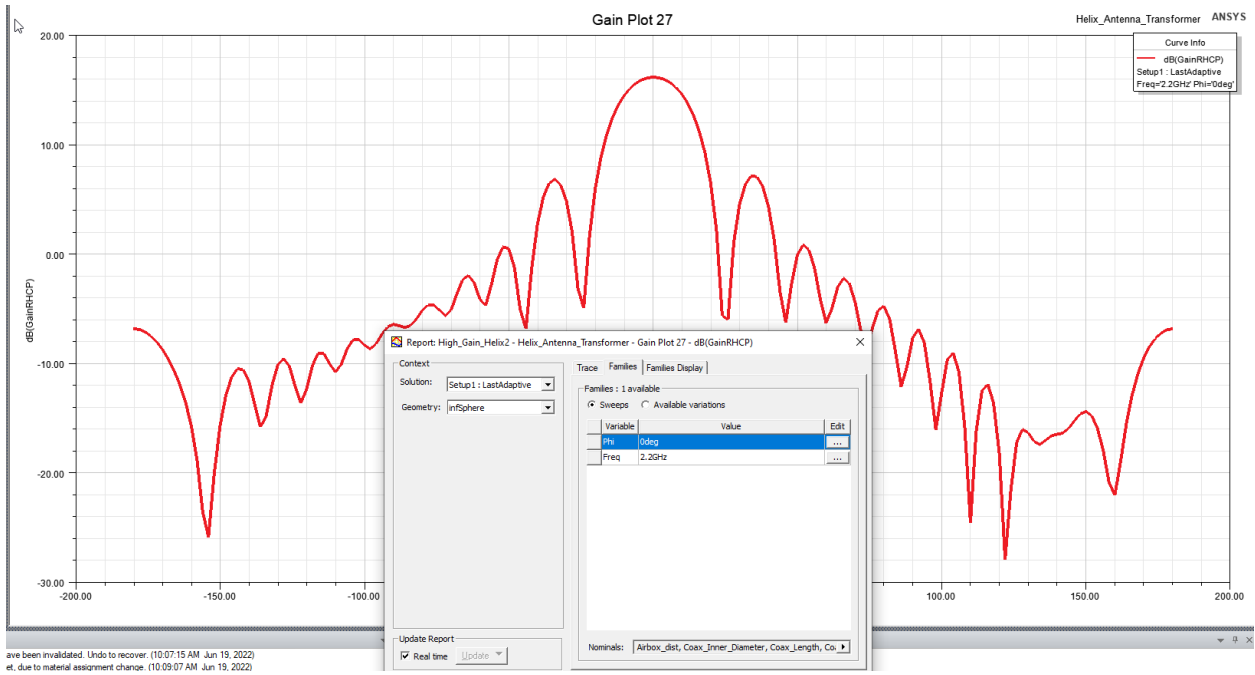 Gain Plot 27
Helix_Antenna_Transformer ANSYS
Curve Info
dB(GainRHCP)
Setup1 : LastAdaptive
Freq='2.2GHz' Phi='0deg'
20.00
10.00
0.00
-10.00
-20.00
-30.00
dB(GainRHCP)
-200.00 -150.00 -100.00 100.00 150.00 200.00
Report: High_Gain_Helix2 - Helix_Antenna_Transformer - Gain Plot 27 - dB(GainRHCP)
Context
Solution: Setup1 : LastAdaptive
Geometry: infSphere
Update Report
Real time Update
Trace Families Families Display
Families : 1 available
Sweeps Available variations
Variable Value Edit
Phi 0deg ...
Freq 2.2GHz ...
Nominals: Airbox_dist, Coax_Inner_Diameter, Coax_Length, Co
ave been invalidated. Undo to recover. (10:07:15 AM Jun 19, 2022)
et, due to material assignment change. (10:09:07 AM Jun 19, 2022)